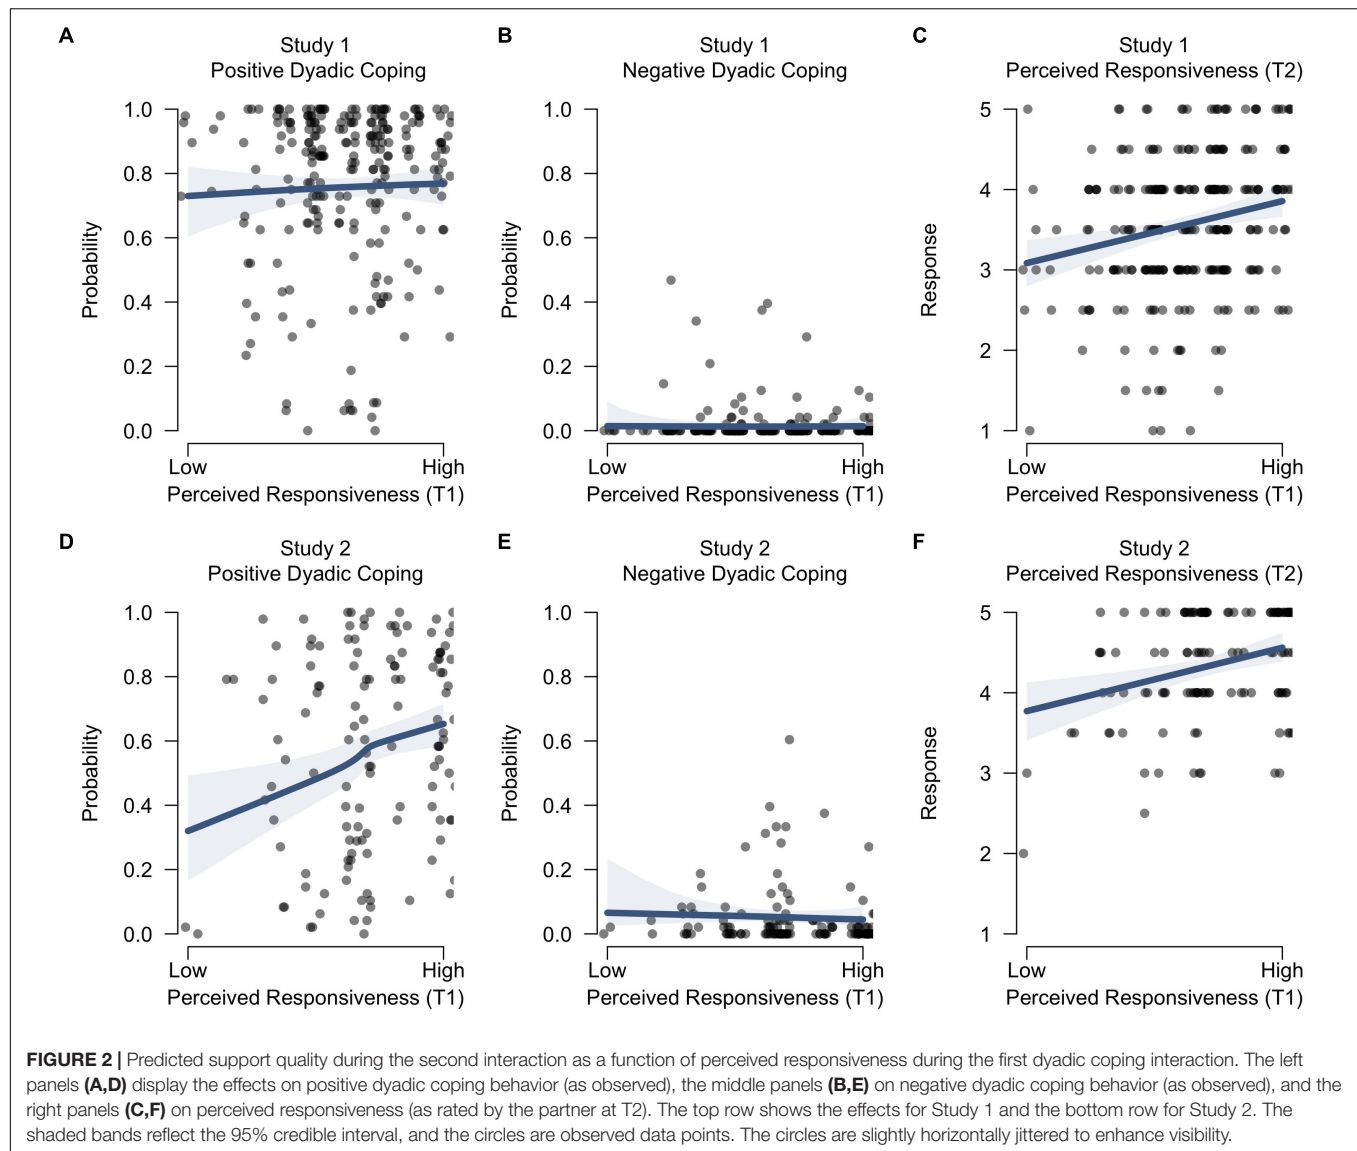 A
Study 1
Positive Dyadic Coping
1.0
0.8
0.6
0.4
0.2
0.0
Probability
Low
High
Perceived Responsiveness (T1)
B
Study 1
Negative Dyadic Coping
1.0
0.8
0.6
0.4
0.2
0.0
Probability
Low
High
Perceived Responsiveness (T1)
C
Study 1
Perceived Responsiveness (T2)
5
4
3
2
1
Response
Low
High
Perceived Responsiveness (T1)
D
Study 2
Positive Dyadic Coping
1.0
0.8
0.6
0.4
0.2
0.0
Probability
Low
High
Perceived Responsiveness (T1)
E
Study 2
Negative Dyadic Coping
1.0
0.8
0.6
0.4
0.2
0.0
Probability
Low
High
Perceived Responsiveness (T1)
F
Study 2
Perceived Responsiveness (T2)
5
4
3
2
1
Response
Low
High
Perceived Responsiveness (T1)
FIGURE 2 | Predicted support quality during the second interaction as a function of perceived responsiveness during the first dyadic coping interaction. The left
panels (A,D) display the effects on positive dyadic coping behavior (as observed), the middle panels (B,E) on negative dyadic coping behavior (as observed), and the
right panels (C,F) on perceived responsiveness (as rated by the partner at T2). The top row shows the effects for Study 1 and the bottom row for Study 2. The
shaded bands reflect the 95% credible interval, and the circles are observed data points. The circles are slightly horizontally jittered to enhance visibility.